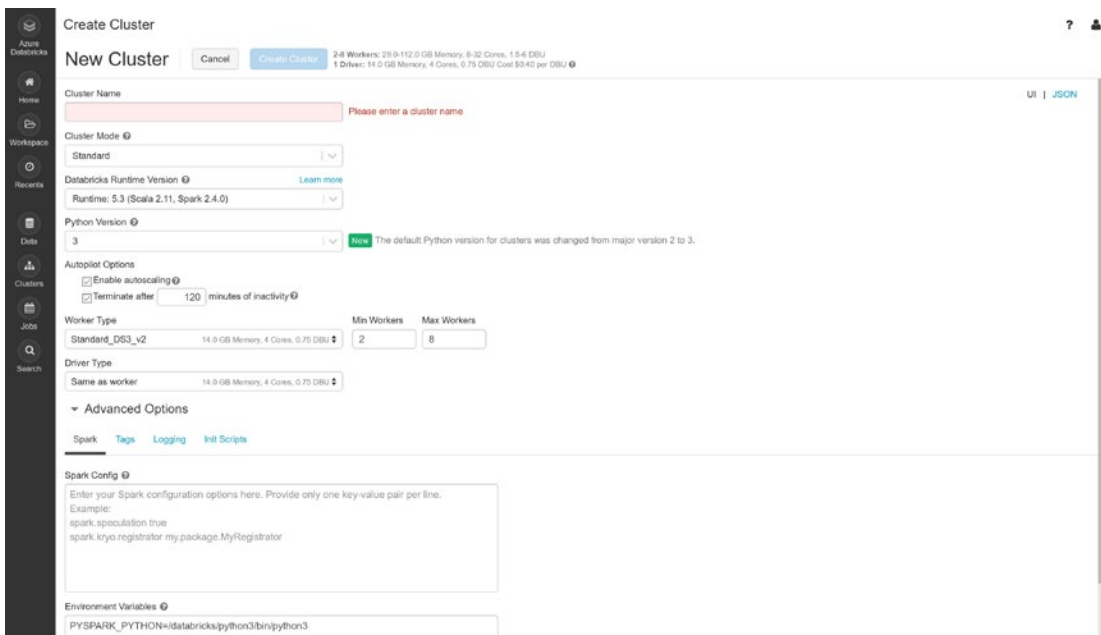 Azure
Databricks
Home
Workspace
Recents
Data
Clusters
Jobs
Search
Create Cluster
?
New Cluster
Cancel
Create Cluster
2-8 Workers: 28.0-112.0 GB Memory, 8-32 Cores, 1.5-6 DBU
1 Driver: 14.0 GB Memory, 4 Cores, 0.75 DBU Cost $0.40 per DBU ?
Cluster Name
UI | JSON
Please enter a cluster name
Cluster Mode ?
Standard
Databricks Runtime Version ? Learn more
Runtime: 5.3 (Scala 2.11, Spark 2.4.0)
Python Version ?
3
New The default Python version for clusters was changed from major version 2 to 3.
Autopilot Options
Enable autoscaling ?
Terminate after 120 minutes of inactivity ?
Worker Type Min Workers Max Workers
Standard_DS3_v2 14.0 GB Memory, 4 Cores, 0.75 DBU 2 8
Driver Type
Same as worker 14.0 GB Memory, 4 Cores, 0.75 DBU
Advanced Options
Spark Tags Logging Init Scripts
Spark Config ?
Enter your Spark configuration options here. Provide only one key-value pair per line.
Example:
spark.speculation true
spark.kryo.registrator my.package.MyRegistrator
Environment Variables ?
PYSPARK_PYTHON=/databricks/python3/bin/python3